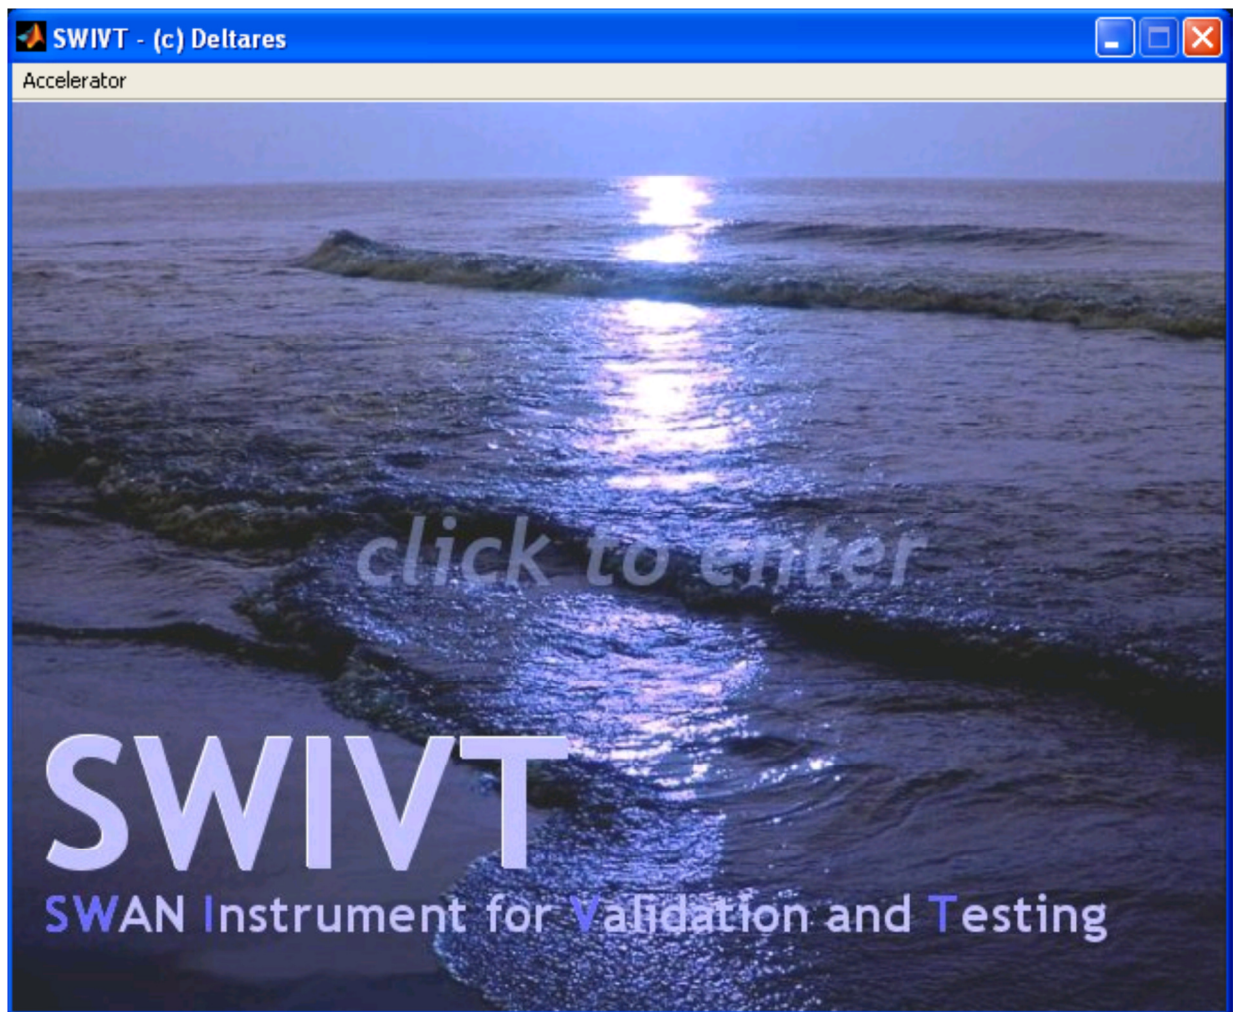 SWIVT - (c) Deltares
Accelerator
click to enter
SWIVT
SWAN Instrument for Validation and Testing